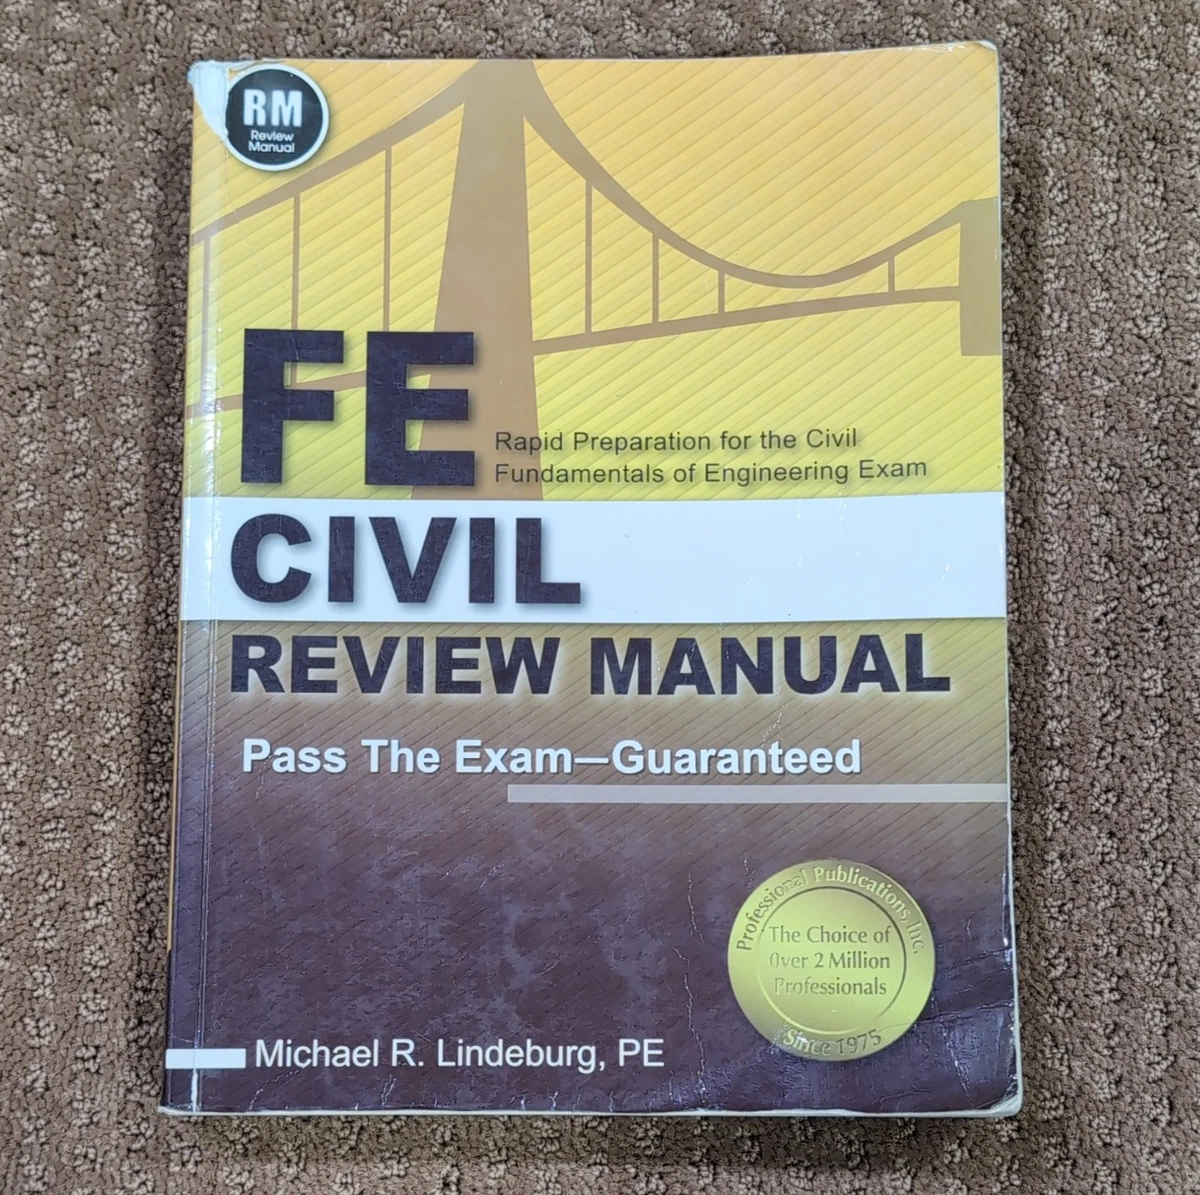 RM
Review
Manual
FE
Rapid Preparation for the Civil
Fundamentals of Engineering Exam
CIVIL
REVIEW MANUAL
Pass The Exam—Guaranteed
Professional Publications, Inc.
The Choice of
Over 2 Million
Professionals
Since 1975
Michael R. Lindeburg, PE